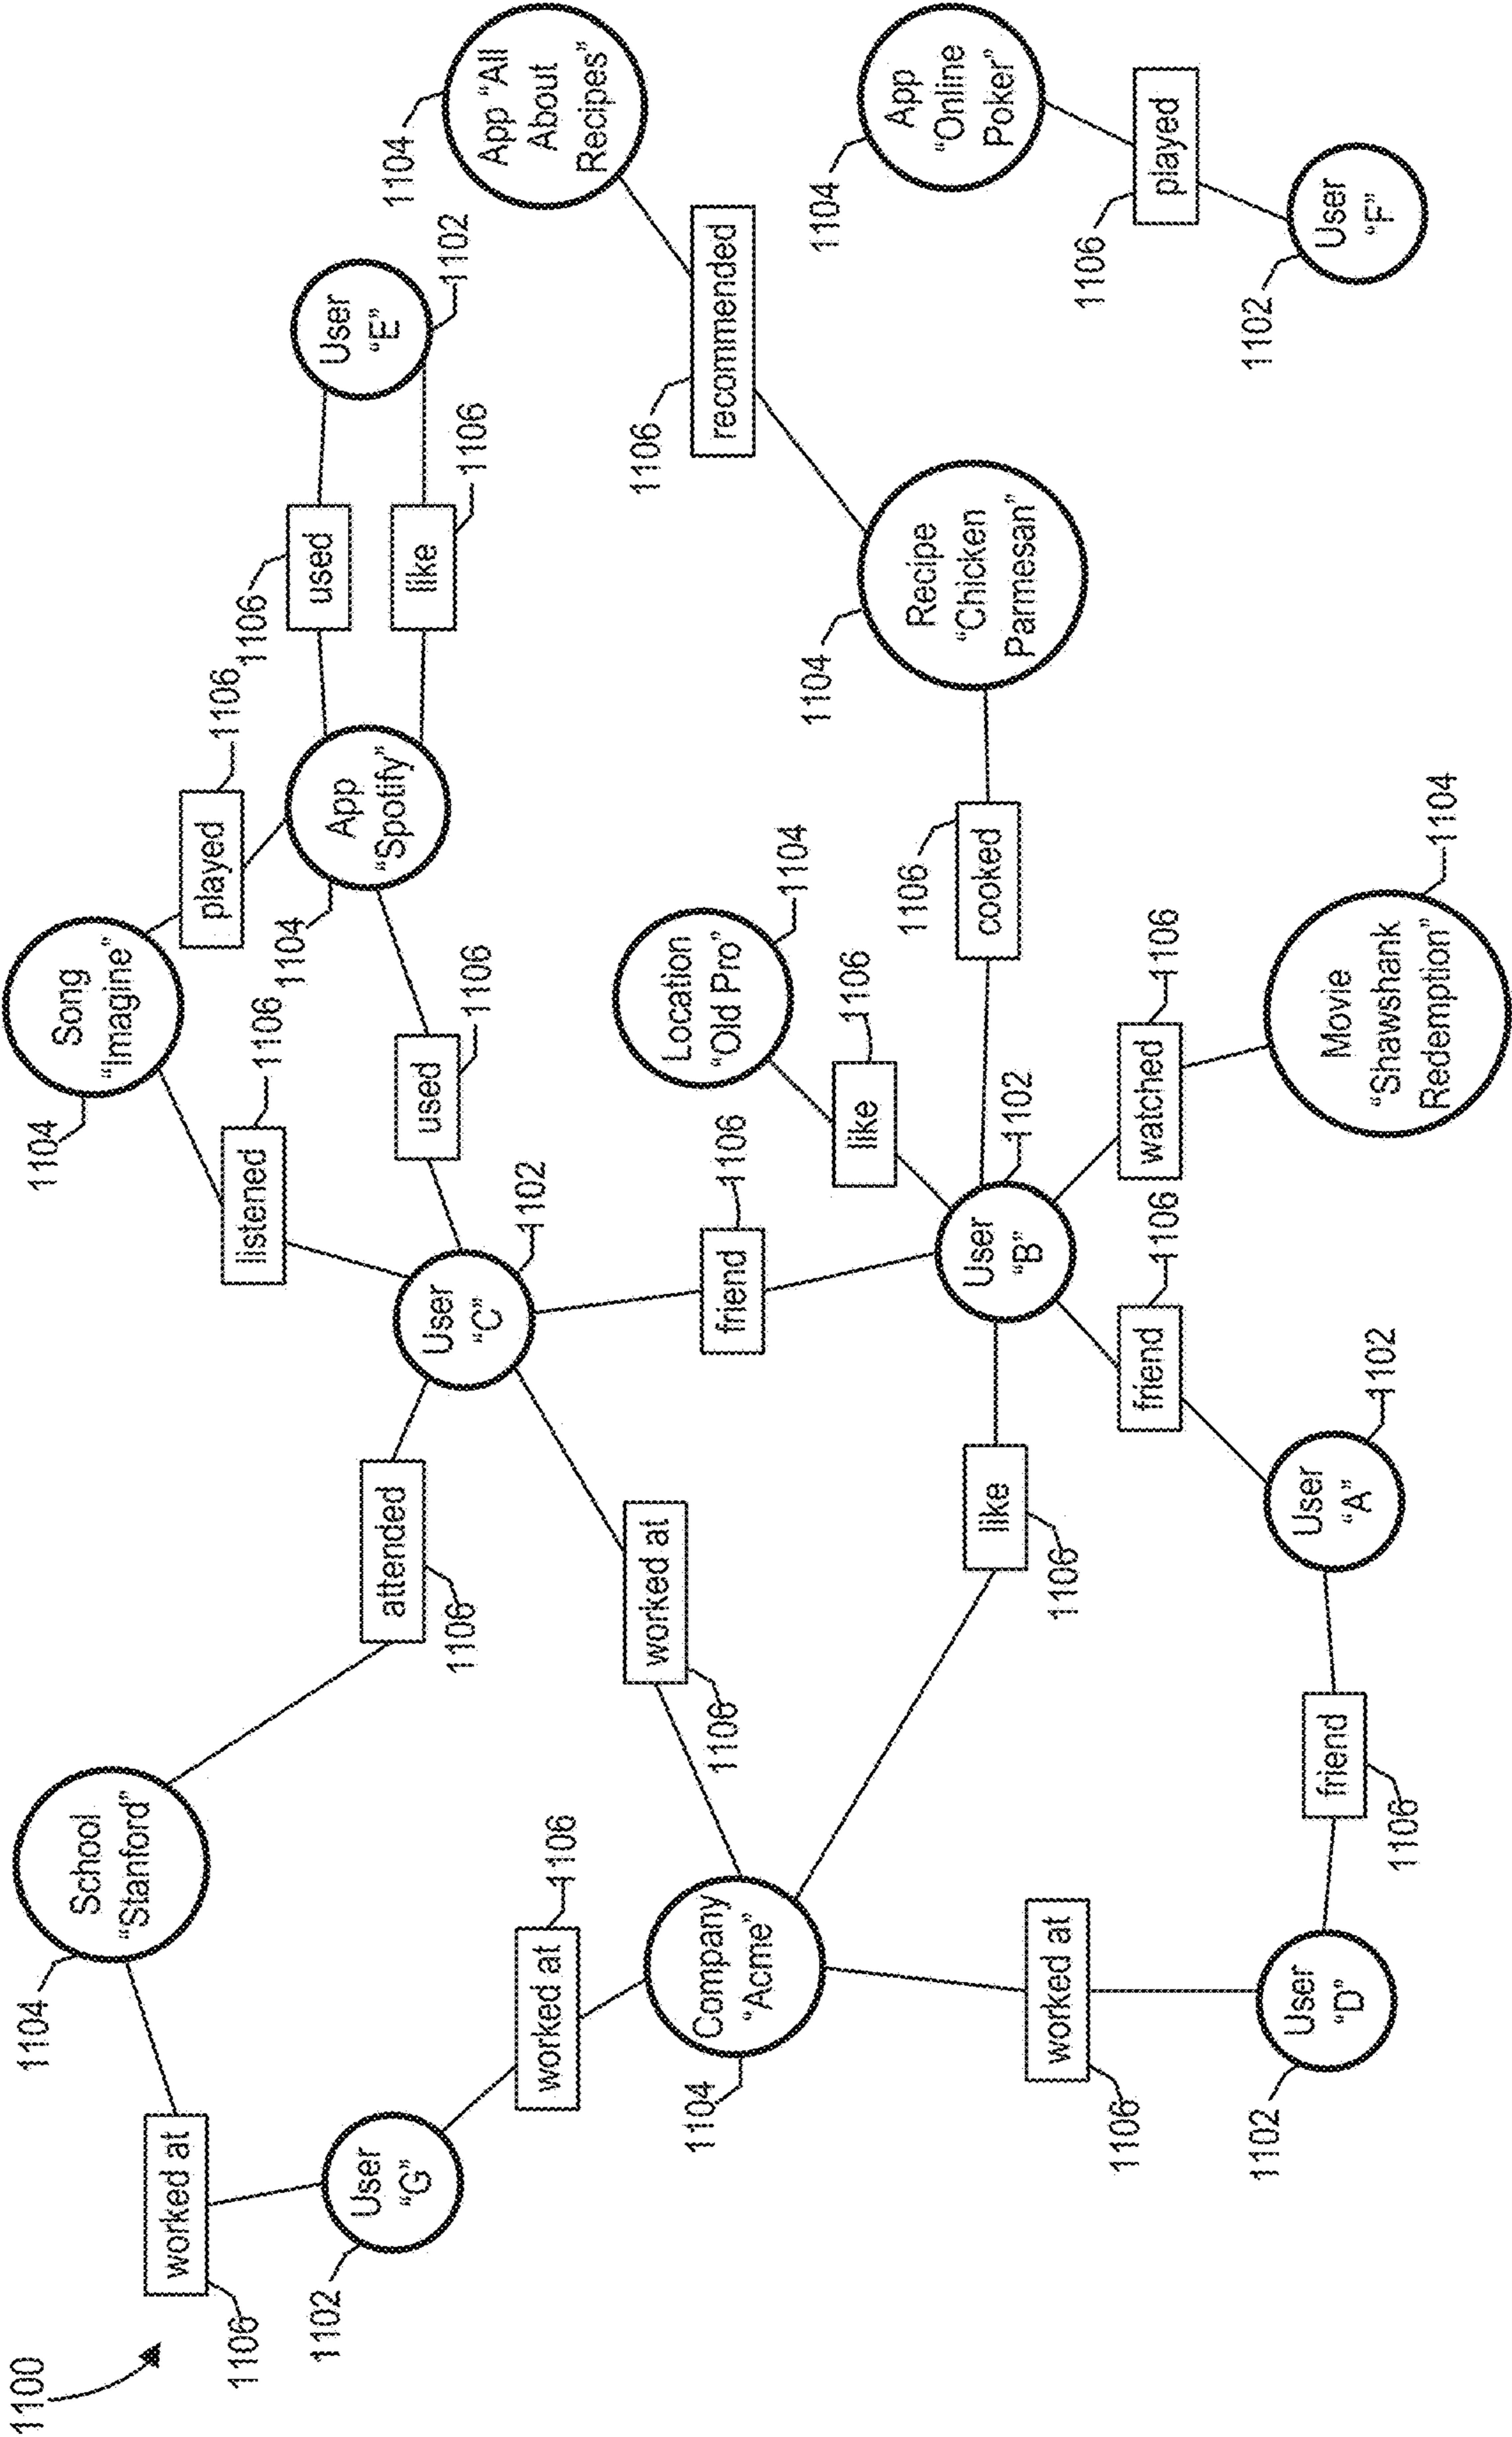 1100
1104
School
“Stanford”
1106
worked at
1102
User
“G”
1106
attended
1106
worked at
1104
Company
“Acme”
1106
worked at
1106
worked at
1102
User
“D”
1106
friend
1102
User
“A”
1106
like
1106
friend
1102
User
“B”
1106
friend
1102
User
“C”
1106
listened
1104
Song
“Imagine”
1106
played
1106
used
1104
App
“Spotify”
1106
used
1106
like
1102
User
“E”
1106
like
1104
Location
“Old Pro”
1106
watched
1104
Movie
“Shawshank
Redemption”
1106
cooked
1104
Recipe
“Chicken
Parmesan”
1106
recommended
1104
App “All
About
Recipes”
1104
App
“Online
Poker”
1106
played
1102
User
“F”